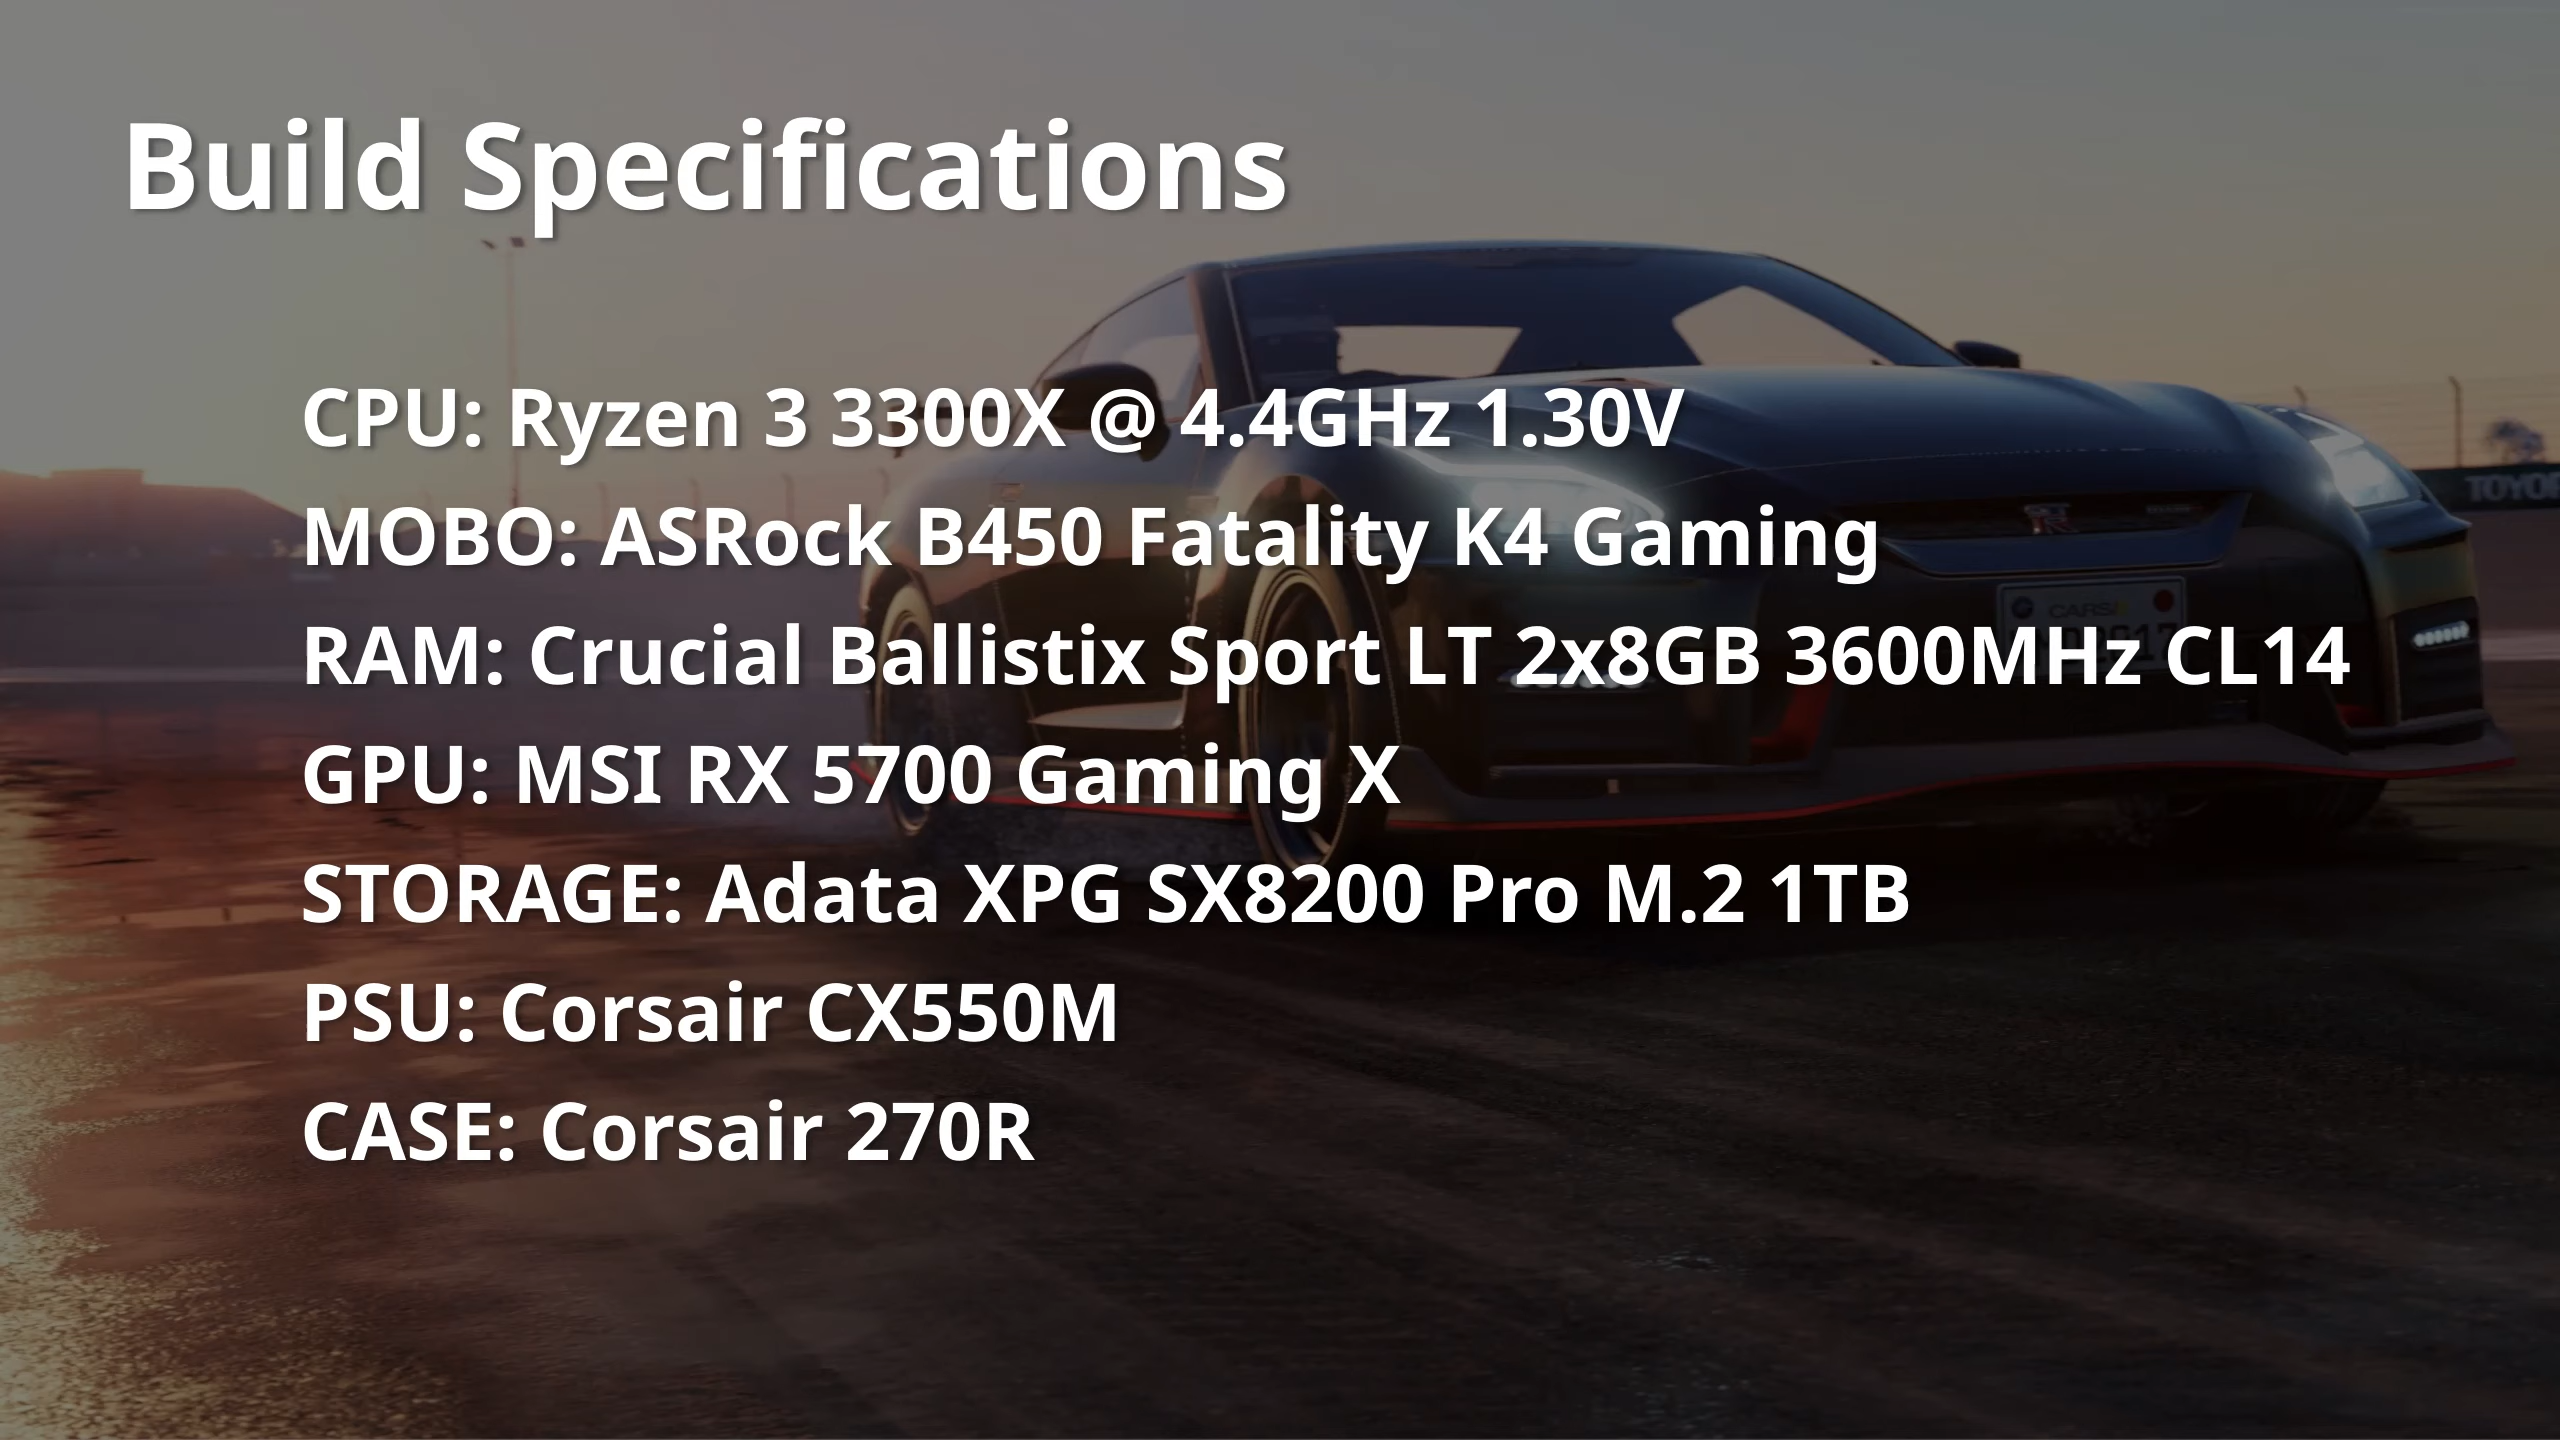 Build Specifications
CPU: Ryzen 3 3300X @ 4.4GHz 1.30V
MOBO: ASRock B450 Fatality K4 Gaming
TOYO
CARS
RAM: Crucial Ballistix Sport LT 2x8GB 3600MHz CL14
GPU: MSI RX 5700 Gaming X
STORAGE: Adata XPG SX8200 Pro M.2 1TB
PSU: Corsair CX550M
CASE: Corsair 270R